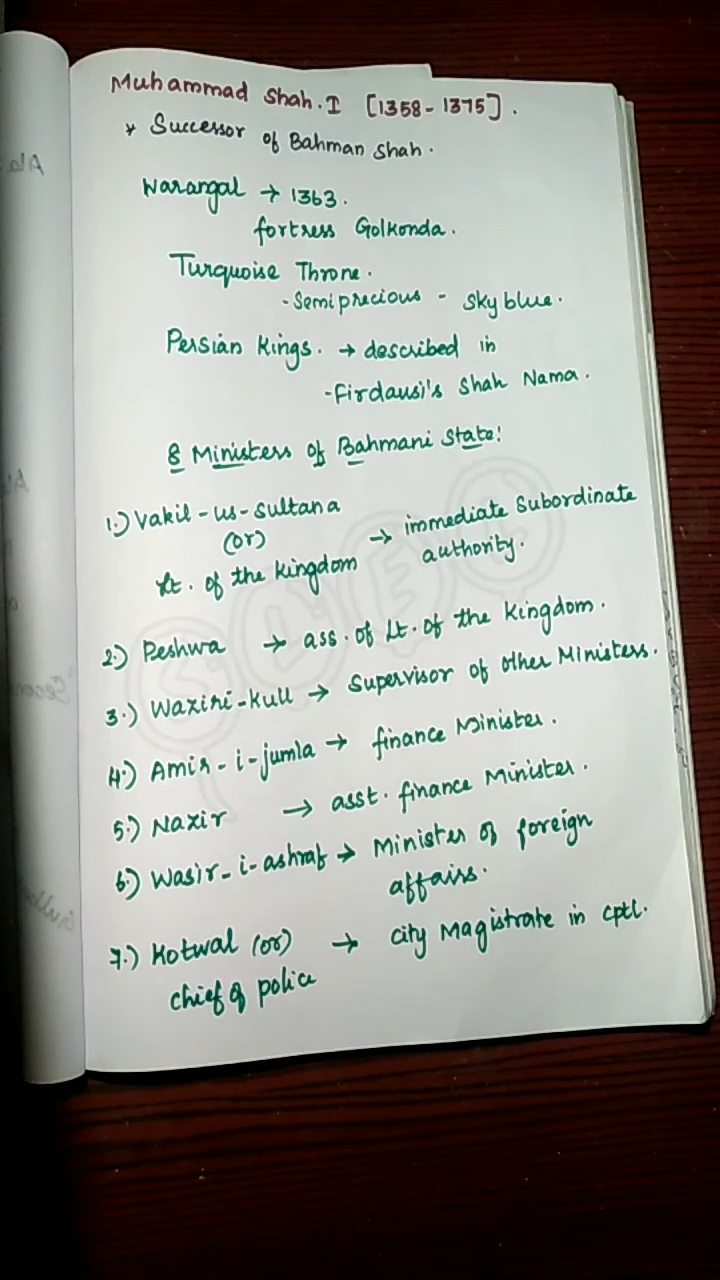 Muhammad Shah. I [1358-1375].
* Successor of Bahman Shah.
Warangal → 1363.
fortress Golkonda.
Turquoise Throne.
- Semiprecious - Sky blue.
Persian Kings. → described in
- Firdausi's Shah Nama.
8 Ministers of Bahmani State:
1.) Vakil-us-Sultana
(or) → immediate Subordinate
Lt. of the kingdom authority.
2.) Peshwa → ass. of Lt. of the kingdom.
3.) Waziri-kull → Supervisor of other Ministers.
4.) Amir-i-jumla → finance Minister.
5.) Nazir → asst. finance Minister.
6.) Wasir-i-ashraf → Minister of foreign
affairs.
7.) Kotwal (or) → city Magistrate in cptl.
chief of police